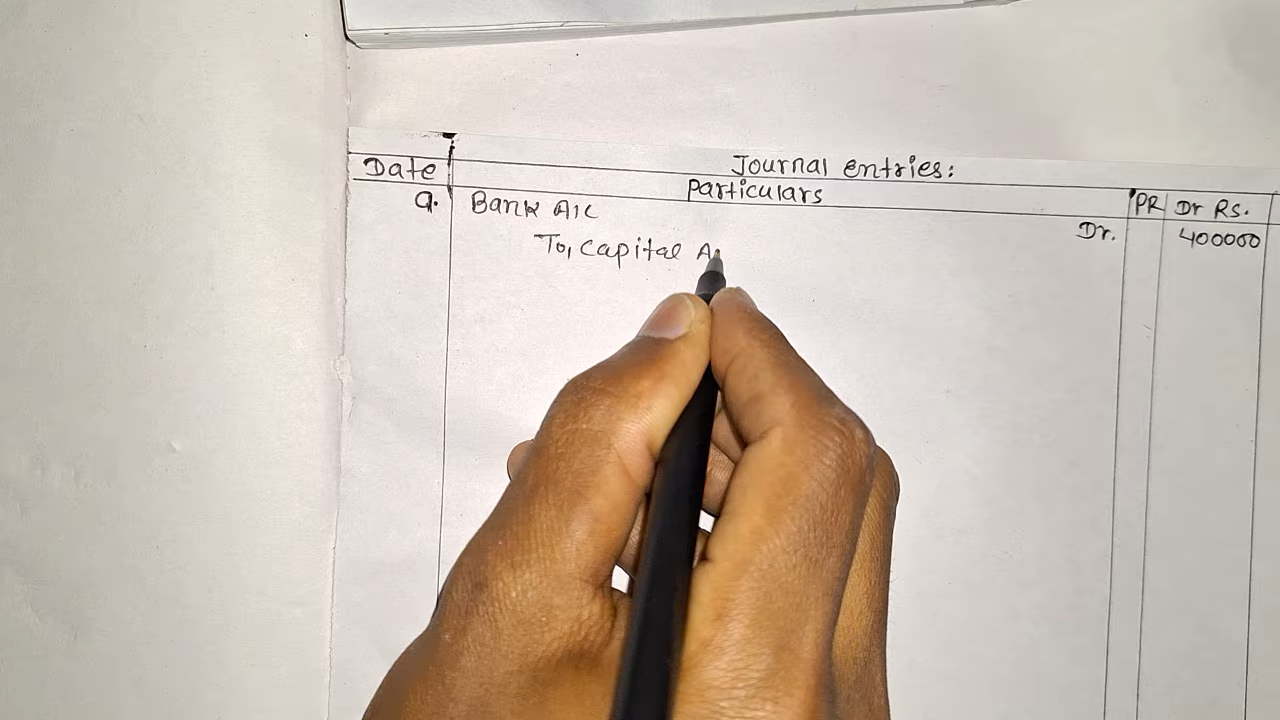 Journal entries:
Date Particulars PR Dr Rs.
a. Bank A/c Dr. 400000
To, Capital A